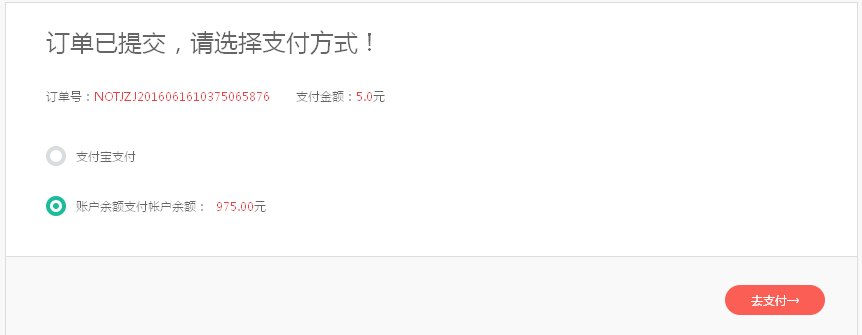 订单已提交，请选择支付方式！
订单号：NOTJZJ2016061610375065876 支付金额：5.0元
支付宝支付
账户余额支付帐户余额： 975.00元
去支付→